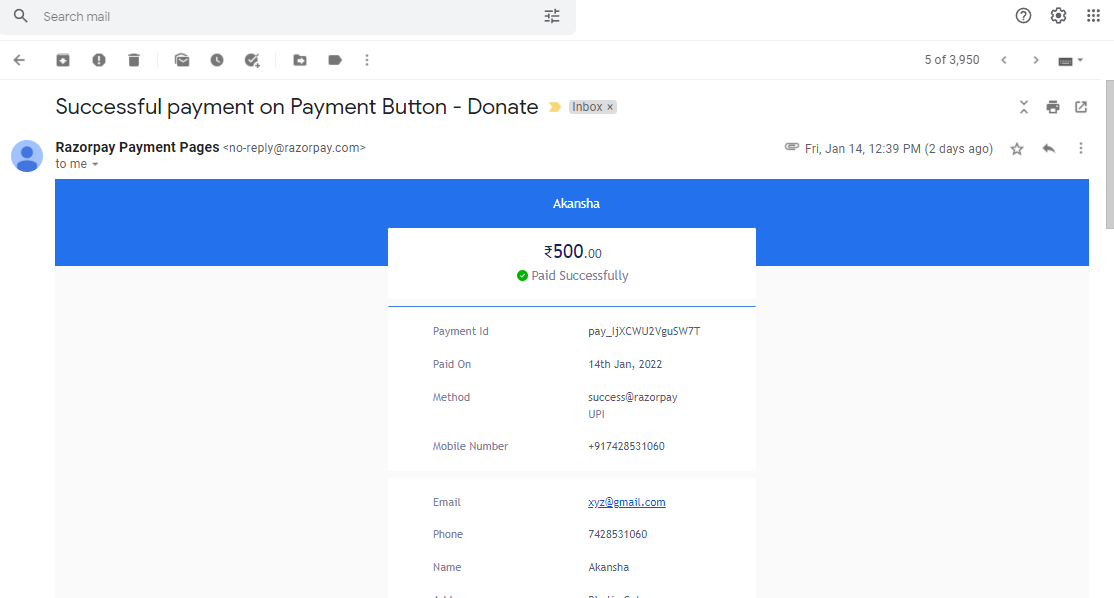 Search mail
5 of 3,950
Successful payment on Payment Button - Donate Inbox ×
Razorpay Payment Pages <no-reply@razorpay.com>
Fri, Jan 14, 12:39 PM (2 days ago)
to me
Akansha
₹500.00
Paid Successfully
Payment Id pay_IjXCWU2VguSW7T
Paid On 14th Jan, 2022
Method success@razorpay
UPI
Mobile Number +917428531060
Email xyz@gmail.com
Phone 7428531060
Name Akansha